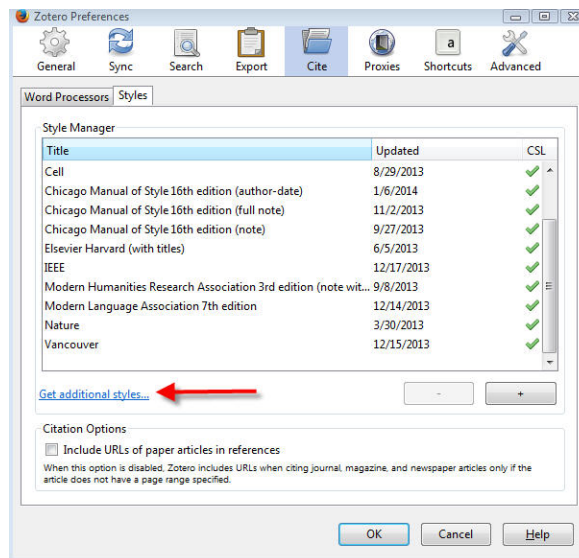 Zotero Preferences
General Sync Search Export Cite Proxies Shortcuts Advanced
Word Processors Styles
Style Manager
Title Updated CSL
Cell 8/29/2013
Chicago Manual of Style 16th edition (author-date) 1/6/2014
Chicago Manual of Style 16th edition (full note) 11/2/2013
Chicago Manual of Style 16th edition (note) 9/27/2013
Elsevier Harvard (with titles) 6/5/2013
IEEE 12/17/2013
Modern Humanities Research Association 3rd edition (note wit... 9/8/2013
Modern Language Association 7th edition 12/14/2013
Nature 3/30/2013
Vancouver 12/15/2013
Get additional styles...
- +
Citation Options
Include URLs of paper articles in references
When this option is disabled, Zotero includes URLs when citing journal, magazine, and newspaper articles only if the
article does not have a page range specified.
OK Cancel Help